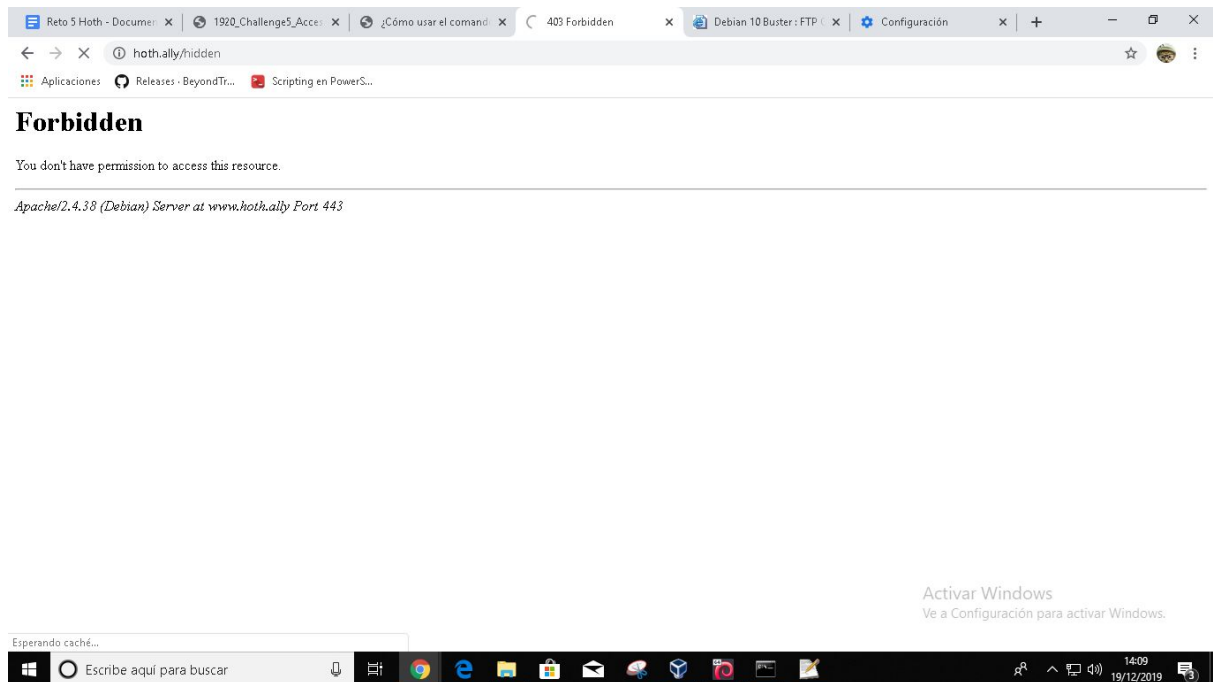 Reto 5 Hoth - Documen
1920_Challenge5_Acces
¿Cómo usar el comand
403 Forbidden
Debian 10 Buster : FTP C
Configuración
hoth.ally/hidden
Aplicaciones
Releases · BeyondTr...
Scripting en PowerS...
Forbidden
You don't have permission to access this resource.
Apache/2.4.38 (Debian) Server at www.hoth.ally Port 443
Activar Windows
Ve a Configuración para activar Windows.
Esperando caché...
Escribe aquí para buscar
14:09
19/12/2019
3